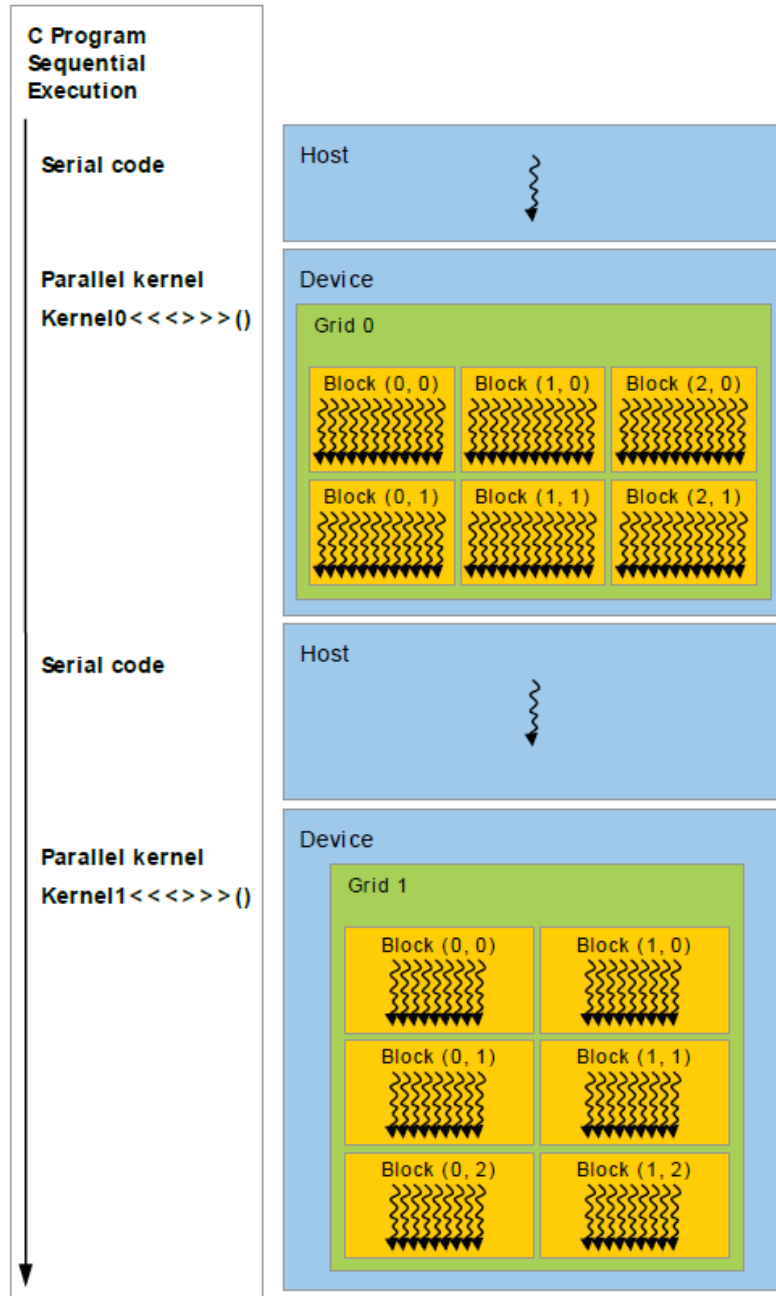 C Program
Sequential
Execution
Serial code
Host
Parallel kernel
Kernel0<<<>>>()
Device
Grid 0
Block (0, 0)
Block (1, 0)
Block (2, 0)
Block (0, 1)
Block (1, 1)
Block (2, 1)
Serial code
Host
Parallel kernel
Kernel1<<<>>>()
Device
Grid 1
Block (0, 0)
Block (1, 0)
Block (0, 1)
Block (1, 1)
Block (0, 2)
Block (1, 2)